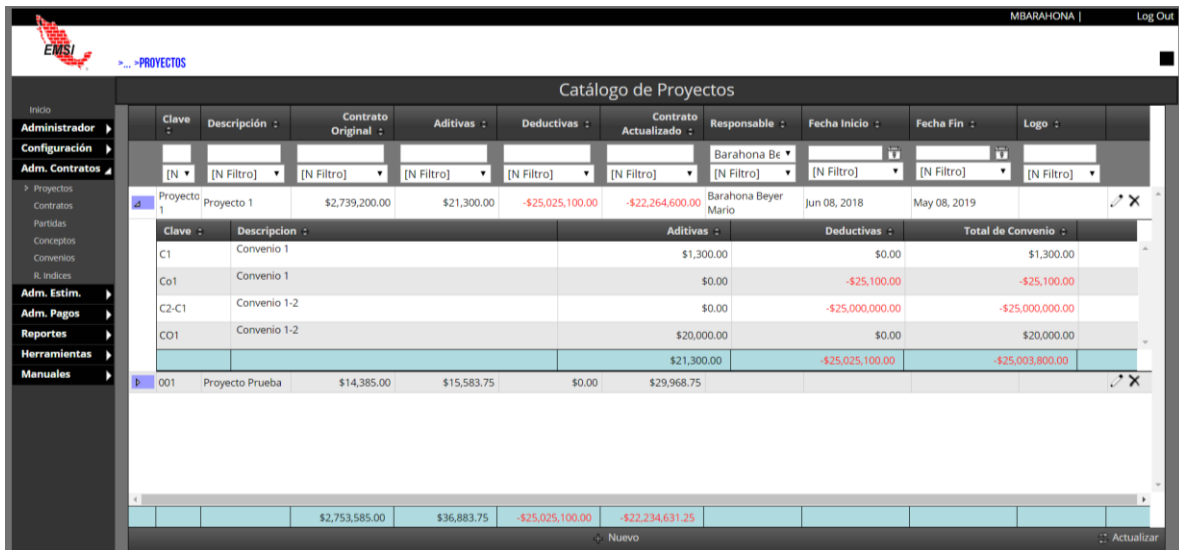 MBARAHONA | Log Out
EMSI
>... >PROYECTOS
Catálogo de Proyectos
Inicio
Administrador
Configuración
Adm. Contratos
> Proyectos
Contratos
Partidas
Conceptos
Convenios
R. Indices
Adm. Estim.
Adm. Pagos
Reportes
Herramientas
Manuales
Clave Descripción Contrato Original Aditivas Deductivas Contrato Actualizado Responsable Fecha Inicio Fecha Fin Logo
Barahona Be
[N [N Filtro] [N Filtro] [N Filtro] [N Filtro] [N Filtro] [N Filtro] [N Filtro] [N Filtro] [N Filtro]
Proyecto 1 Proyecto 1 $2,739,200.00 $21,300.00 -$25,025,100.00 -$22,264,600.00 Barahona Beyer Mario Jun 08, 2018 May 08, 2019
Clave Descripcion Aditivas Deductivas Total de Convenio
C1 Convenio 1 $1,300.00 $0.00 $1,300.00
Co1 Convenio 1 $0.00 -$25,100.00 -$25,100.00
C2-C1 Convenio 1-2 $0.00 -$25,000,000.00 -$25,000,000.00
CO1 Convenio 1-2 $20,000.00 $0.00 $20,000.00
$21,300.00 -$25,025,100.00 -$25,003,800.00
001 Proyecto Prueba $14,385.00 $15,583.75 $0.00 $29,968.75
$2,753,585.00 $36,883.75 -$25,025,100.00 -$22,234,631.25
Nuevo Actualizar